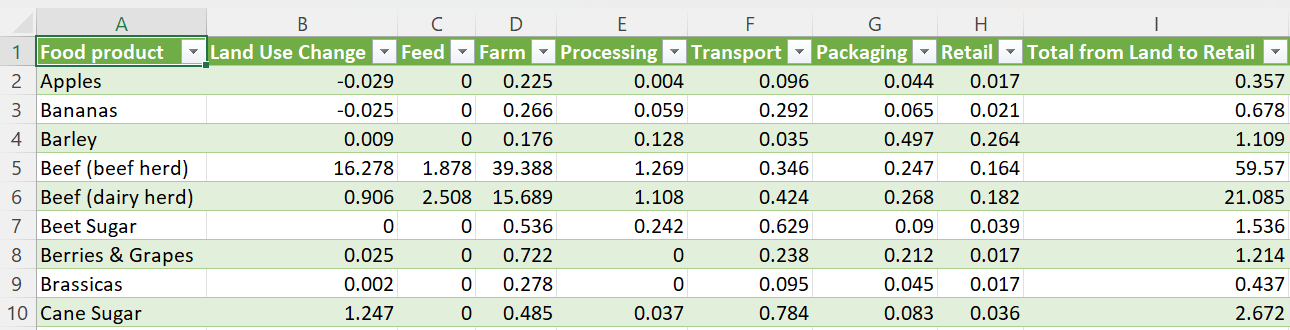 A B C D E F G H I
1 Food product Land Use Change Feed Farm Processing Transport Packaging Retail Total from Land to Retail
2 Apples -0.029 0 0.225 0.004 0.096 0.044 0.017 0.357
3 Bananas -0.025 0 0.266 0.059 0.292 0.065 0.021 0.678
4 Barley 0.009 0 0.176 0.128 0.035 0.497 0.264 1.109
5 Beef (beef herd) 16.278 1.878 39.388 1.269 0.346 0.247 0.164 59.57
6 Beef (dairy herd) 0.906 2.508 15.689 1.108 0.424 0.268 0.182 21.085
7 Beet Sugar 0 0 0.536 0.242 0.629 0.09 0.039 1.536
8 Berries & Grapes 0.025 0 0.722 0 0.238 0.212 0.017 1.214
9 Brassicas 0.002 0 0.278 0 0.095 0.045 0.017 0.437
10 Cane Sugar 1.247 0 0.485 0.037 0.784 0.083 0.036 2.672